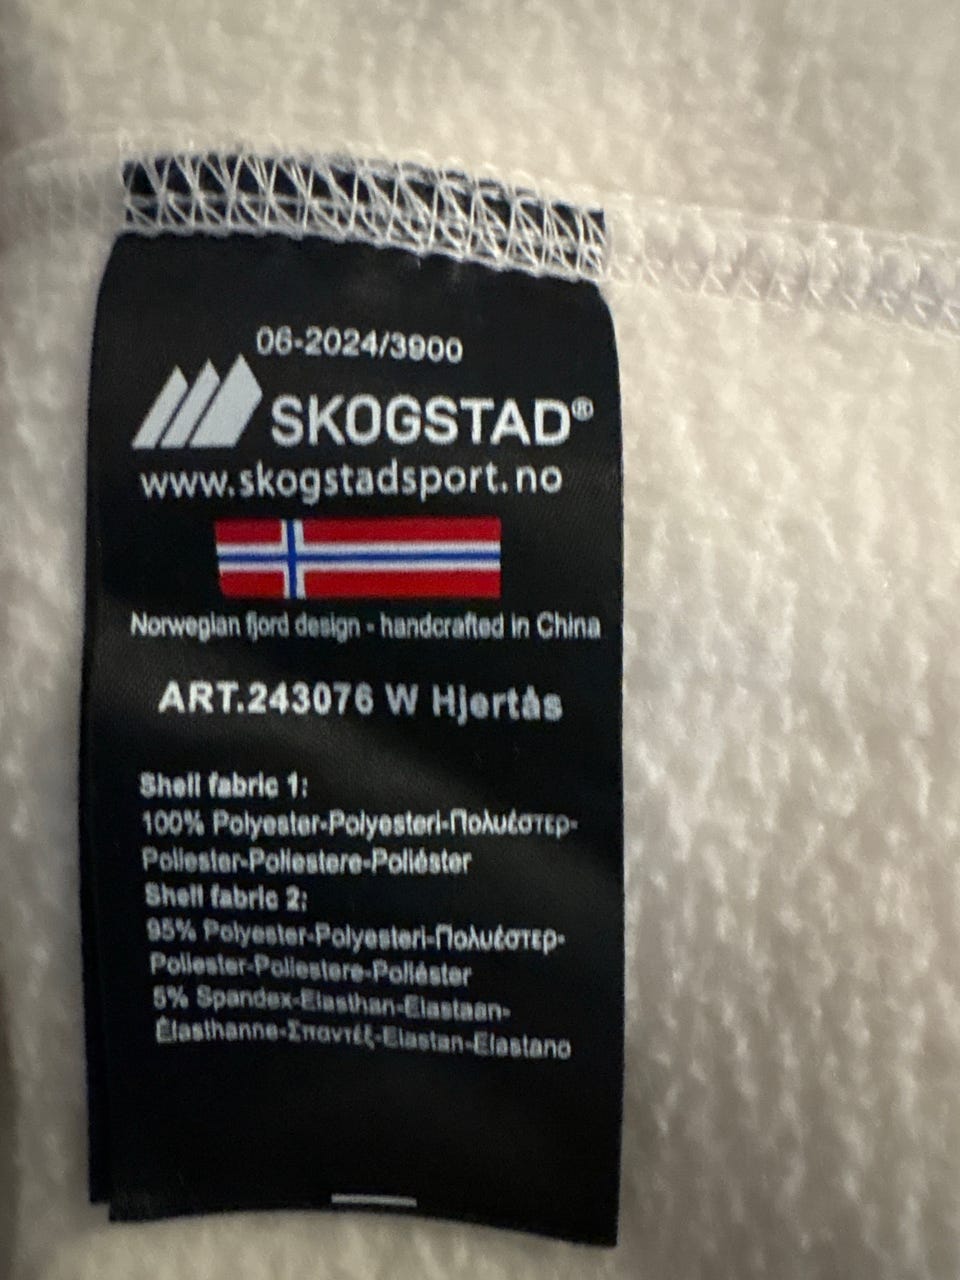 06-2024/3900
SKOGSTAD®
www.skogstadsport.no
Norwegian fjord design - handcrafted in China
ART.243076 W Hjertås
Shell fabric 1:
100% Polyester-Polyesteri-Πολυέστερ-
Poliester-Poliestere-Poliéster
Shell fabric 2:
95% Polyester-Polyesteri-Πολυέστερ-
Poliester-Poliestere-Poliéster
5% Spandex-Elasthan-Elastaan-
Élasthanne-Σπαντέξ-Elastan-Elastano